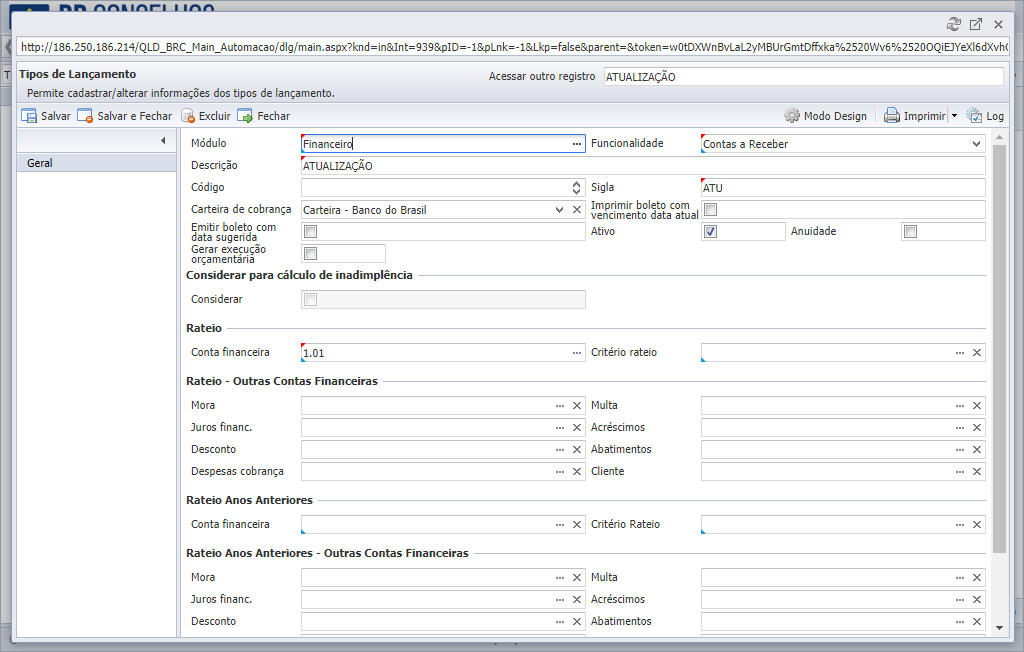 http://186.250.186.214/QLD_BRC_Main_Automacao/dlg/main.aspx?knd=in&Int=939&pID=-1&pLnk=-1&Lkp=false&parent=&token=w0tDXWnBvLaL2yMBUrGmtDffxka%2520Wv6%2520OQiEJYeXl6dXvh
Tipos de Lançamento
Acessar outro registro ATUALIZAÇÃO
Permite cadastrar/alterar informações dos tipos de lançamento.
Salvar Salvar e Fechar Excluir Fechar Modo Design Imprimir Log
Geral
Módulo Financeiro Funcionalidade Contas a Receber
Descrição ATUALIZAÇÃO
Código Sigla ATU
Carteira de cobrança Carteira - Banco do Brasil Imprimir boleto com vencimento data atual
Emitir boleto com data sugerida Ativo Anuidade
Gerar execução orçamentária
Considerar para cálculo de inadimplência
Considerar
Rateio
Conta financeira 1.01 Critério rateio
Rateio - Outras Contas Financeiras
Mora Multa
Juros financ. Acréscimos
Desconto Abatimentos
Despesas cobrança Cliente
Rateio Anos Anteriores
Conta financeira Critério Rateio
Rateio Anos Anteriores - Outras Contas Financeiras
Mora Multa
Juros financ. Acréscimos
Desconto Abatimentos